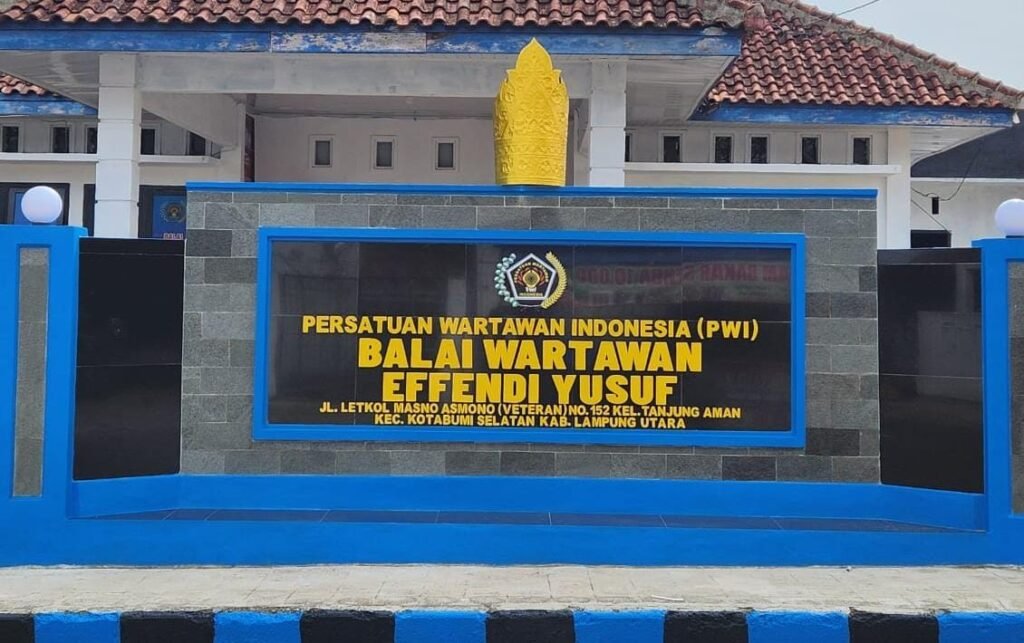 PERSATUAN WARTAWAN INDONESIA (PWI)
BALAI WARTAWAN
EFFENDI YUSUF
JL. LETKOL MASNO ASMONO (VETERAN) NO.152 KEL.TANJUNG AMAN
KEC. KOTABUMI SELATAN KAB. LAMPUNG UTARA